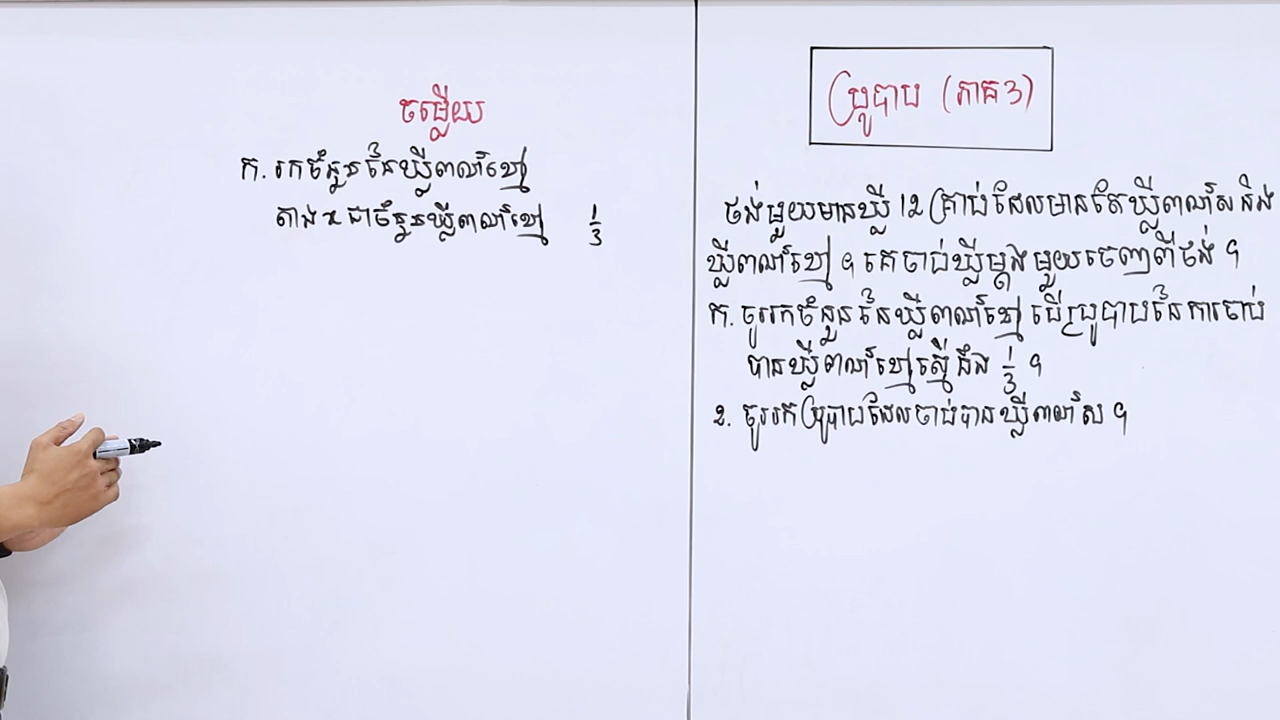 ចម្លើយ
ក. រកចំនួននៃឃ្លីពណ៌ខ្មៅ
តាង x ជាចំនួនឃ្លីពណ៌ខ្មៅ 1/3
ប្រូបាប (ភាគ3)
ថង់មួយមានឃ្លី 12 គ្រាប់ដែលមានតែឃ្លីពណ៌សនិង
ឃ្លីពណ៌ខ្មៅ ។ គេចាប់ឃ្លីម្តងមួយចេញពីថង់ ។
ក. ចូររកចំនួននៃឃ្លីពណ៌ខ្មៅ បើប្រូបាបនៃការចាប់
បានឃ្លីពណ៌ខ្មៅស្មើនឹង 1/3 ។
ខ. ចូររកប្រូបាបដែលចាប់បានឃ្លីពណ៌ស ។